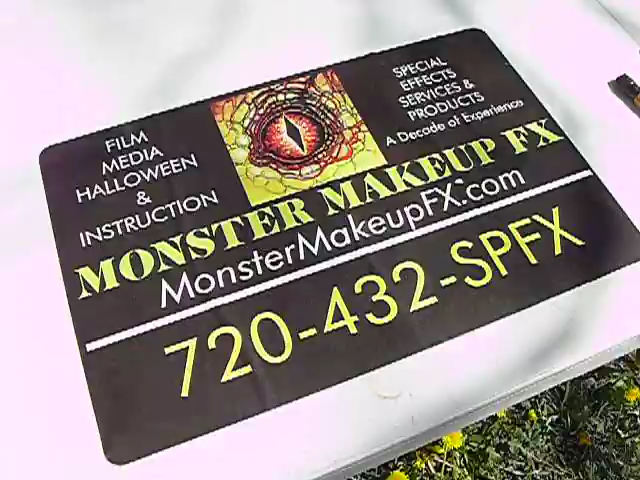 FILM
MEDIA
HALLOWEEN
&
INSTRUCTION
SPECIAL
EFFECTS
SERVICES &
PRODUCTS
A Decade of Experience
MONSTER MAKEUP FX
MonsterMakeupFX.com
720-432-SPFX